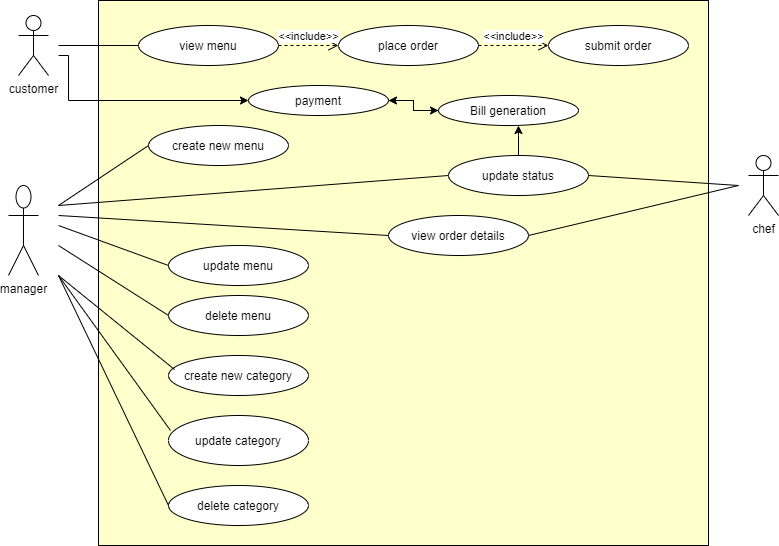 <<include>>
<<include>>
view menu
place order
submit order
customer
payment
Bill generation
create new menu
update status
chef
view order details
manager
update menu
delete menu
create new category
update category
delete category